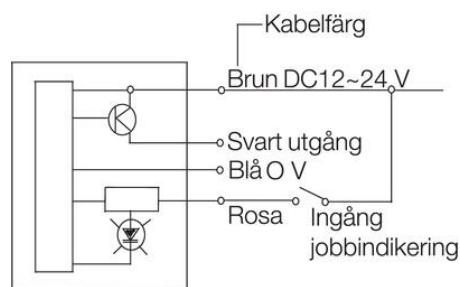 Kabelfärg
Brun DC12~24 V
Svart utgång
Blå O V
Rosa
Ingång
jobbindikering